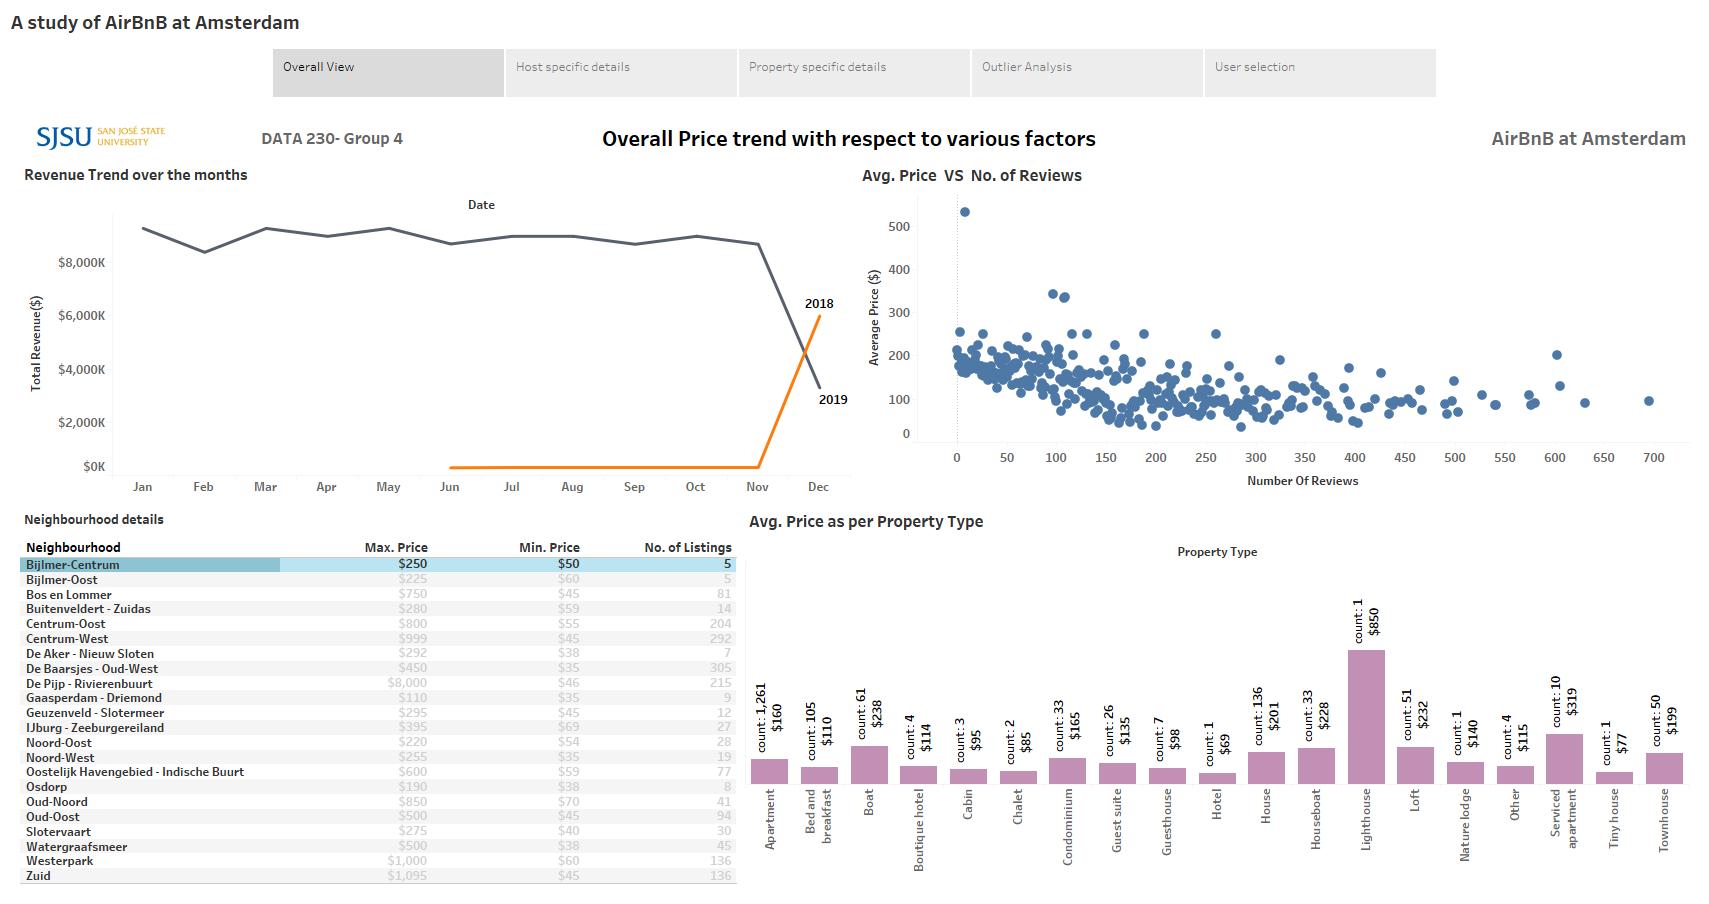 A study of AirBnB at Amsterdam
Overall View
Host specific details
Property specific details
Outlier Analysis
User selection
SJSU SAN JOSÉ STATE
UNIVERSITY
DATA 230- Group 4
Overall Price trend with respect to various factors
AirBnB at Amsterdam
Revenue Trend over the months
Date
Total Revenue($)
$8,000K
$6,000K
$4,000K
$2,000K
$0K
2018
2019
Jan Feb Mar Apr May Jun Jul Aug Sep Oct Nov Dec
Avg. Price VS No. of Reviews
Average Price ($)
500
400
300
200
100
0
0 50 100 150 200 250 300 350 400 450 500 550 600 650 700
Number Of Reviews
Neighbourhood details
Neighbourhood Max. Price Min. Price No. of Listings
Bijlmer-Centrum $250 $50 5
Bijlmer-Oost $225 $60 5
Bos en Lommer $750 $45 81
Buitenveldert - Zuidas $280 $59 14
Centrum-Oost $800 $55 204
Centrum-West $999 $45 292
De Aker - Nieuw Sloten $292 $38 7
De Baarsjes - Oud-West $450 $35 305
De Pijp - Rivierenbuurt $8,000 $46 215
Gaasperdam - Driemond $110 $35 9
Geuzenveld - Slotermeer $295 $45 12
IJburg - Zeeburgereiland $395 $69 27
Noord-Oost $220 $54 28
Noord-West $255 $35 19
Oostelijk Havengebied - Indische Buurt $600 $59 77
Osdorp $190 $38 8
Oud-Noord $850 $70 41
Oud-Oost $500 $45 94
Slotervaart $275 $40 30
Watergraafsmeer $500 $38 45
Westerpark $1,000 $60 136
Zuid $1,095 $45 136
Avg. Price as per Property Type
Property Type
count: 1,261
$160
count: 105
$110
count: 61
$238
count: 4
$114
count: 3
$95
count: 2
$85
count: 33
$165
count: 26
$135
count: 7
$98
count: 1
$69
count: 136
$201
count: 33
$228
count: 1
$850
count: 51
$232
count: 1
$140
count: 4
$115
count: 10
$319
count: 1
$77
count: 50
$199
Apartment
Bed and
breakfast
Boat
Boutique hotel
Cabin
Chalet
Condominium
Guest suite
Guesthouse
Hotel
House
Houseboat
Lighthouse
Loft
Nature lodge
Other
Serviced
apartment
Tiny house
Townhouse